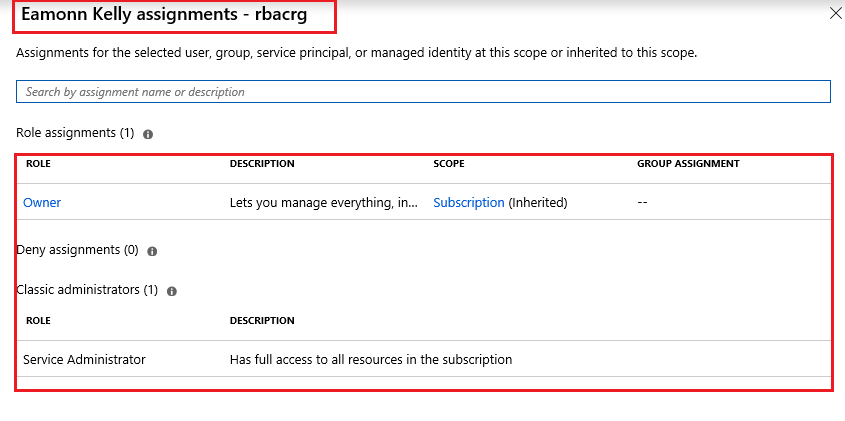 Eamonn Kelly assignments - rbacrg
Assignments for the selected user, group, service principal, or managed identity at this scope or inherited to this scope.
Search by assignment name or description
Role assignments (1)
ROLE DESCRIPTION SCOPE GROUP ASSIGNMENT
Owner Lets you manage everything, in... Subscription (Inherited) --
Deny assignments (0)
Classic administrators (1)
ROLE DESCRIPTION
Service Administrator Has full access to all resources in the subscription